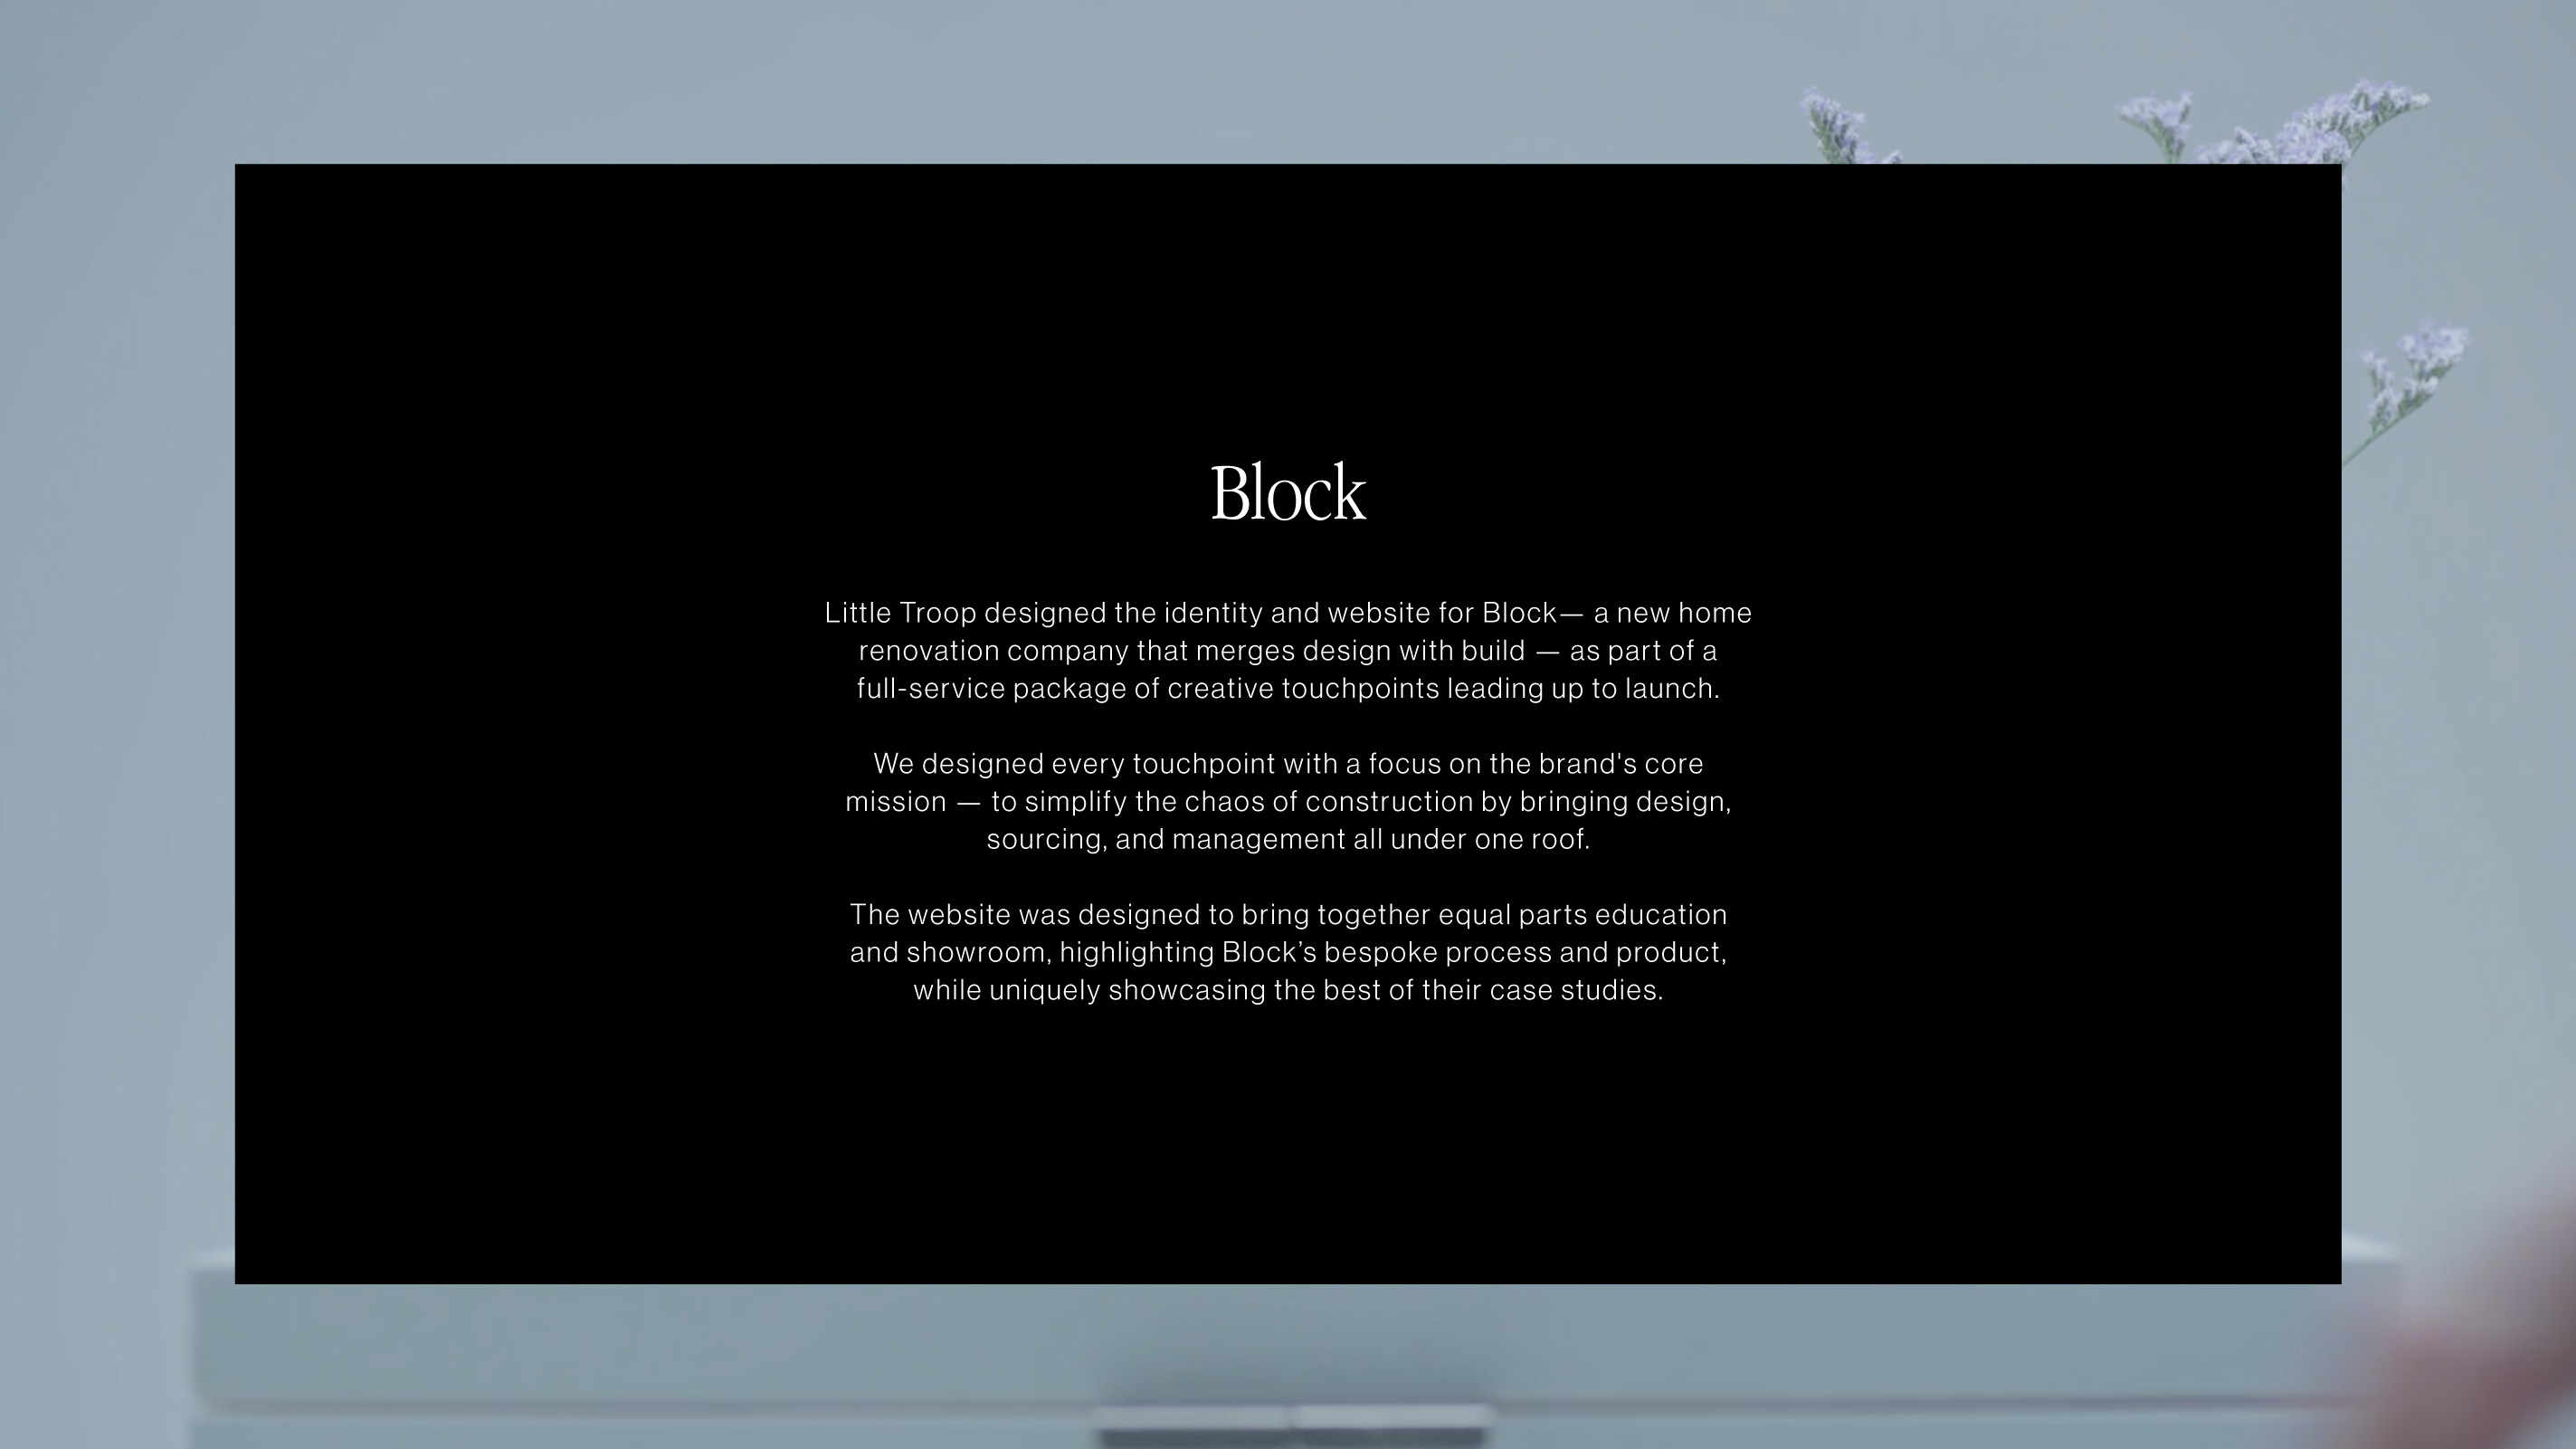 Block
Little Troop designed the identity and website for Block— a new home
renovation company that merges design with build — as part of a
full-service package of creative touchpoints leading up to launch.
We designed every touchpoint with a focus on the brand's core
mission — to simplify the chaos of construction by bringing design,
sourcing, and management all under one roof.
The website was designed to bring together equal parts education
and showroom, highlighting Block’s bespoke process and product,
while uniquely showcasing the best of their case studies.